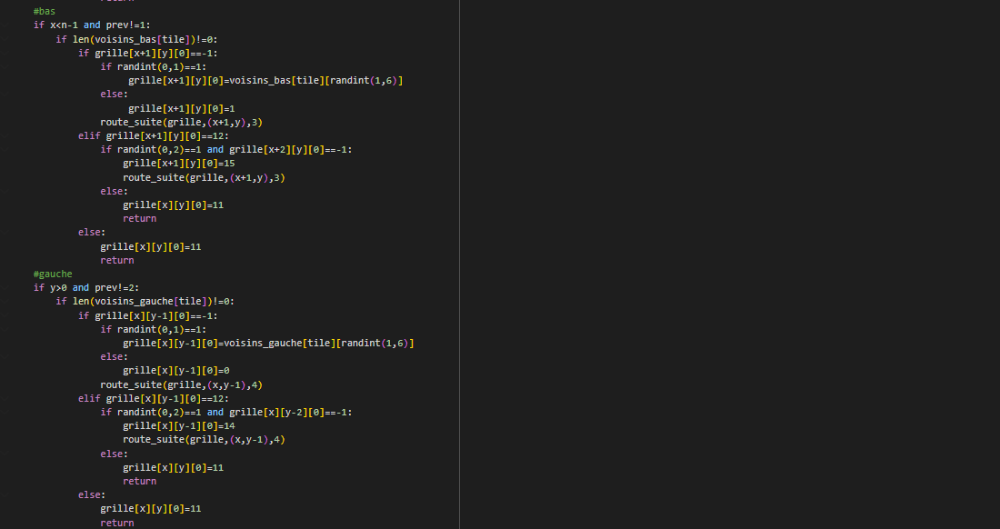 return
#bas
if x<n-1 and prev!=1:
if len(voisins_bas[tile])!=0:
if grille[x+1][y][0]==-1:
if randint(0,1)==1:
grille[x+1][y][0]=voisins_bas[tile][randint(1,6)]
else:
grille[x+1][y][0]=1
route_suite(grille,(x+1,y),3)
elif grille[x+1][y][0]==12:
if randint(0,2)==1 and grille[x+2][y][0]==-1:
grille[x+1][y][0]=15
route_suite(grille,(x+1,y),3)
else:
grille[x][y][0]=11
return
else:
grille[x][y][0]=11
return
#gauche
if y>0 and prev!=2:
if len(voisins_gauche[tile])!=0:
if grille[x][y-1][0]==-1:
if randint(0,1)==1:
grille[x][y-1][0]=voisins_gauche[tile][randint(1,6)]
else:
grille[x][y-1][0]=0
route_suite(grille,(x,y-1),4)
elif grille[x][y-1][0]==12:
if randint(0,2)==1 and grille[x][y-2][0]==-1:
grille[x][y-1][0]=14
route_suite(grille,(x,y-1),4)
else:
grille[x][y][0]=11
return
else:
grille[x][y][0]=11
return